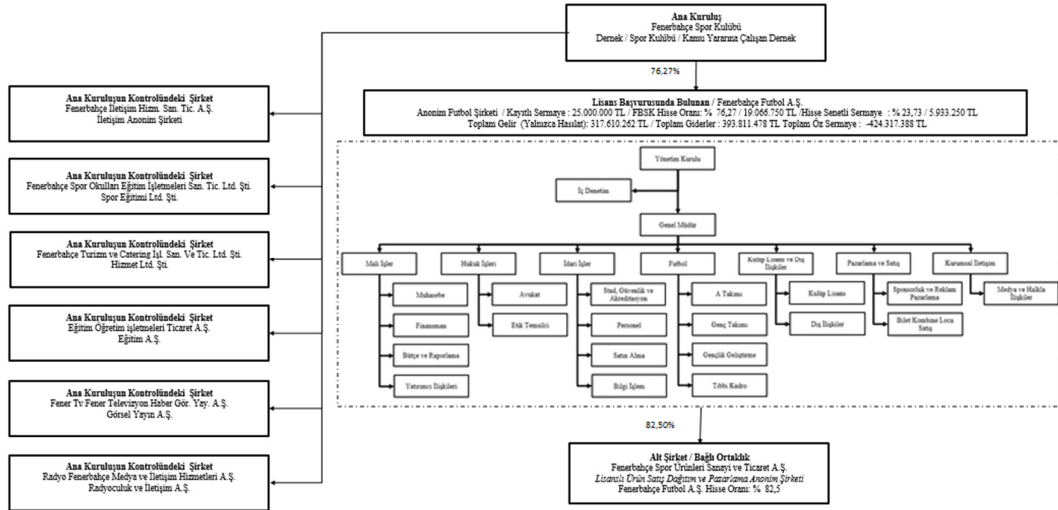 Ana Kuruluş
Fenerbahçe Spor Kulübü
Dernek / Spor Kulübü / Kamu Yararına Çalışan Dernek
76,27%
Lisans Başvurusunda Bulunan / Fenerbahçe Futbol A.Ş.
Anonim Futbol Şirketi / Kayıtlı Sermaye : 25.000.000 TL / FBSK Hisse Oranı: % 76,27 / 19.066.750 TL /Hisse Senetli Sermaye : % 23,73 / 5.933.250 TL
Toplam Gelir (Yalnızca Hasılat): 317.610.262 TL / Toplam Giderler : 393.811.478 TL Toplam Öz Sermaye : -424.317.388 TL
Ana Kuruluşun Kontrolündeki Şirket
Fenerbahçe İletişim Hizm. San. Tic. A.Ş.
İletişim Anonim Şirketi
Ana Kuruluşun Kontrolündeki Şirket
Fenerbahçe Spor Okulları Eğitim İşletmeleri San. Tic. Ltd. Şti.
Spor Eğitimi Ltd. Şti.
Ana Kuruluşun Kontrolündeki Şirket
Fenerbahçe Turizm ve Catering İşl. San. Ve Tic. Ltd. Şti.
Hizmet Ltd. Şti.
Ana Kuruluşun Kontrolündeki Şirket
Eğitim Öğretim işletmeleri Ticaret A.Ş.
Eğitim A.Ş.
Ana Kuruluşun Kontrolündeki Şirket
Fener Tv Fener Televizyon Haber Gör. Yay. A.Ş.
Görsel Yayın A.Ş.
Ana Kuruluşun Kontrolündeki Şirket
Radyo Fenerbahçe Medya ve İletişim Hizmetleri A.Ş.
Radyoculuk ve İletişim A.Ş.
Yönetim Kurulu
İç Denetim
Genel Müdür
Mali İşler
Muhasebe
Finansman
Bütçe ve Raporlama
Yatırımcı İlişkileri
Hukuk İşleri
Avukat
Etik Temsilci
İdari İşler
Stad, Güvenlik ve
Akreditasyon
Personel
Satın Alma
Bilgi İşlem
Futbol
A Takımı
Genç Takımı
Gençlik Geliştirme
Tıbbi Kadro
Kulüp Lisans ve Dış
İlişkiler
Kulüp Lisans
Dış İlişkiler
Pazarlama ve Satış
Sponsorluk ve Reklam
Pazarlama
Bilet Kombine Loca
Satış
Kurumsal İletişim
Medya ve Halkla
İlişkiler
82,50%
Alt Şirket / Bağlı Ortaklık
Fenerbahçe Spor Ürünleri Sanayi ve Ticaret A.Ş.
Lisanslı Ürün Satış Dağıtım ve Pazarlama Anonim Şirketi
Fenerbahçe Futbol A.Ş. Hisse Oranı: % 82,5